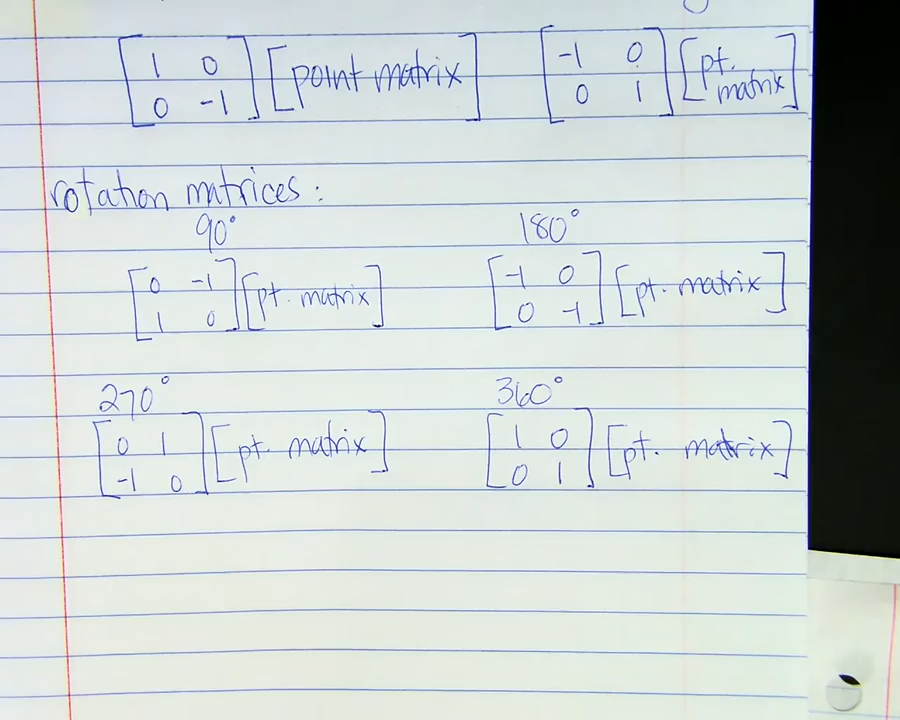 [1 0 [point matrix] [-1 0 [pt.
0 -1] 0 1] matrix]
rotation matrices:
90° 180°
[0 -1 [pt. matrix] [-1 0 [pt. matrix]
1 0] 0 -1]
270° 360°
[0 1 [pt. matrix] [1 0 [pt. matrix]
-1 0] 0 1]